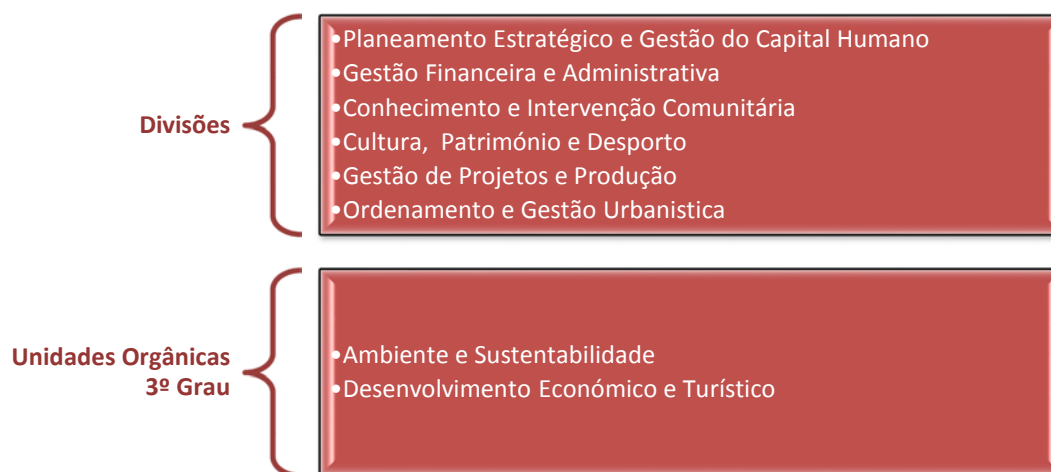 Divisões
•Planeamento Estratégico e Gestão do Capital Humano
•Gestão Financeira e Administrativa
•Conhecimento e Intervenção Comunitária
•Cultura, Património e Desporto
•Gestão de Projetos e Produção
•Ordenamento e Gestão Urbanistica
Unidades Orgânicas
3º Grau
•Ambiente e Sustentabilidade
•Desenvolvimento Económico e Turístico